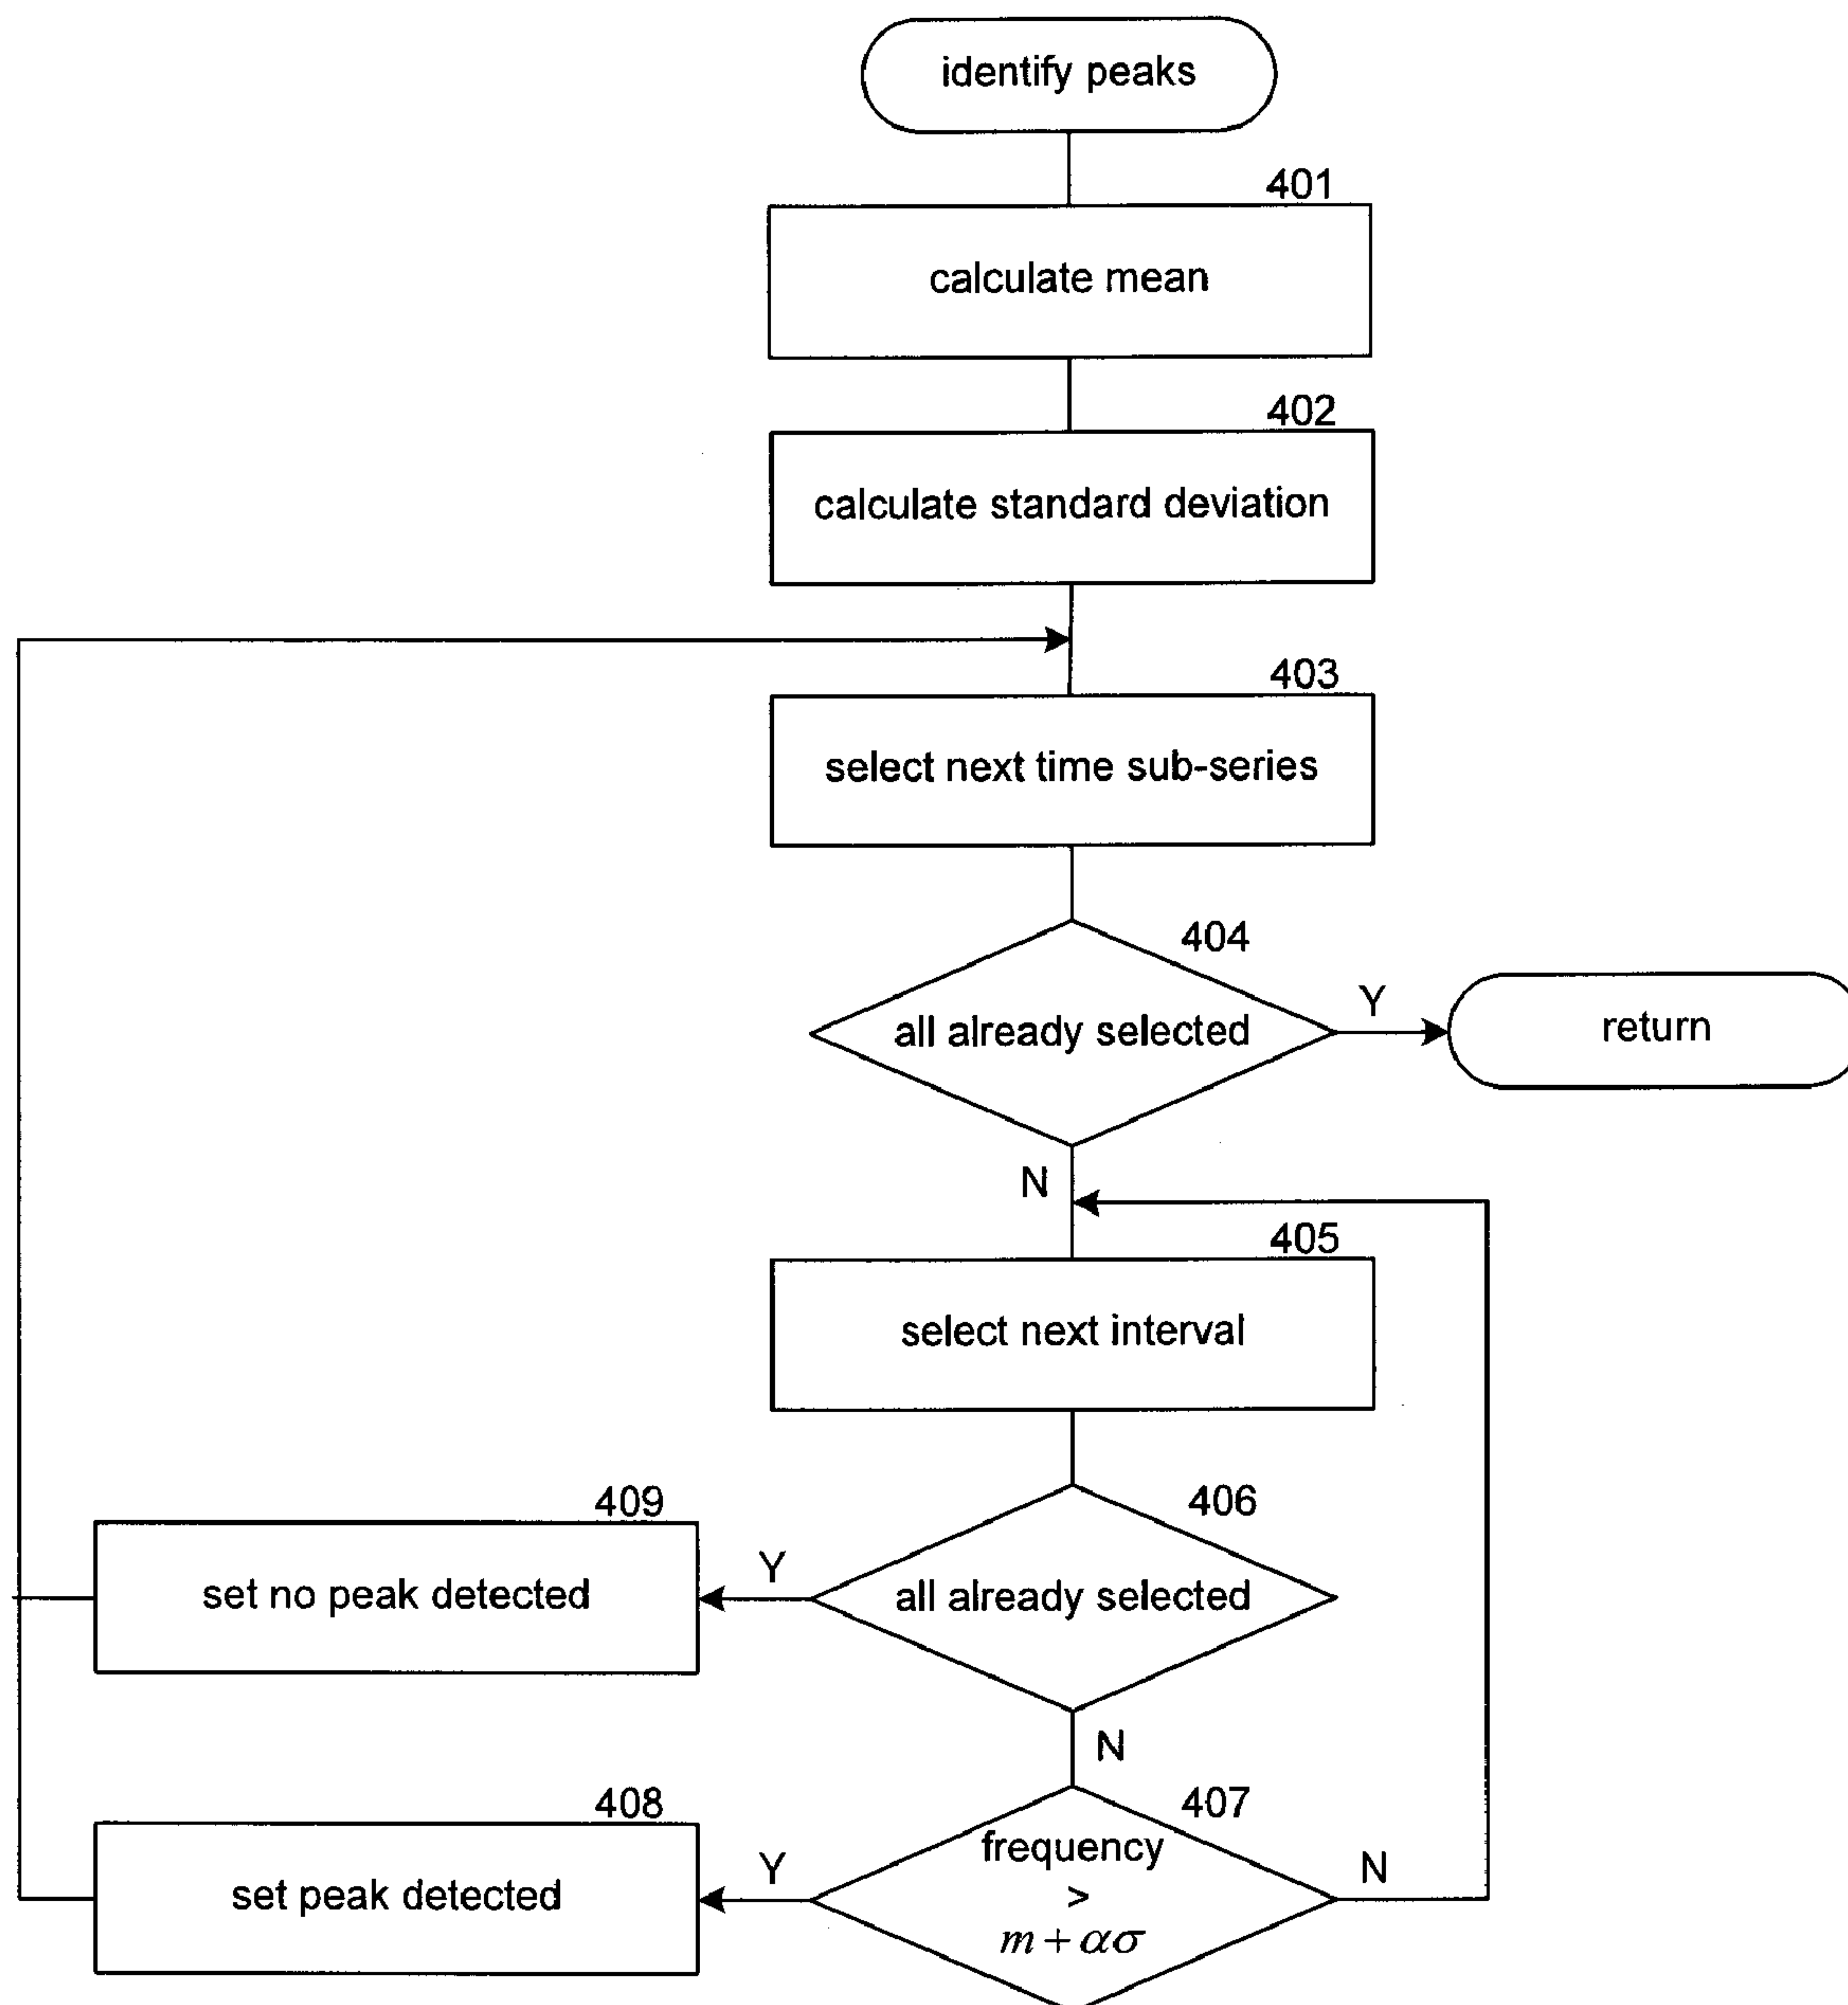 identify peaks
401
calculate mean
402
calculate standard deviation
403
select next time sub-series
404
all already selected
Y
return
N
405
select next interval
406
all already selected
Y
409
set no peak detected
N
407
frequency
>
m + ασ
N
Y
408
set peak detected